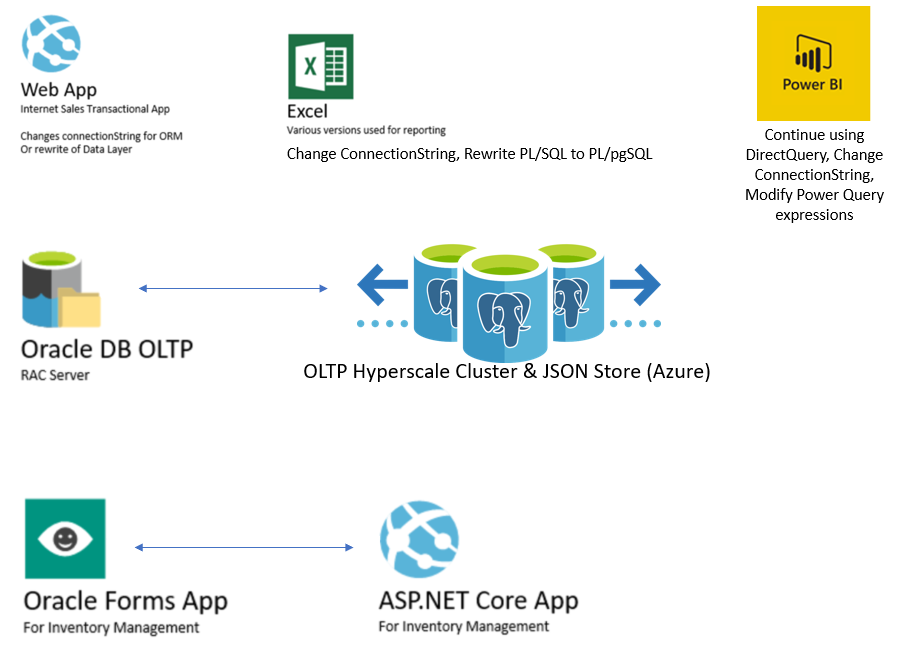 Web App
Internet Sales Transactional App
Changes connectionString for ORM
Or rewrite of Data Layer
X
Excel
Various versions used for reporting
Change ConnectionString, Rewrite PL/SQL to PL/pgSQL
Power BI
Continue using
DirectQuery, Change
ConnectionString,
Modify Power Query
expressions
Oracle DB OLTP
RAC Server
OLTP Hyperscale Cluster & JSON Store (Azure)
Oracle Forms App
For Inventory Management
ASP.NET Core App
For Inventory Management